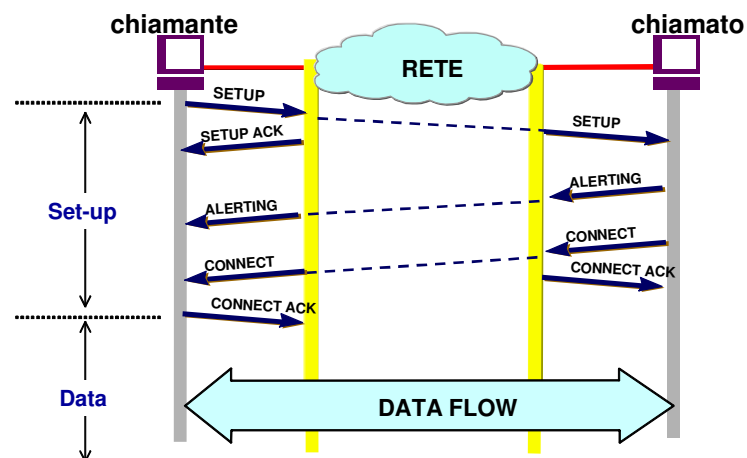 chiamante
chiamato
RETE
SETUP
SETUP
SETUP ACK
ALERTING
ALERTING
Set-up
CONNECT
CONNECT
CONNECT ACK
CONNECT ACK
Data
DATA FLOW